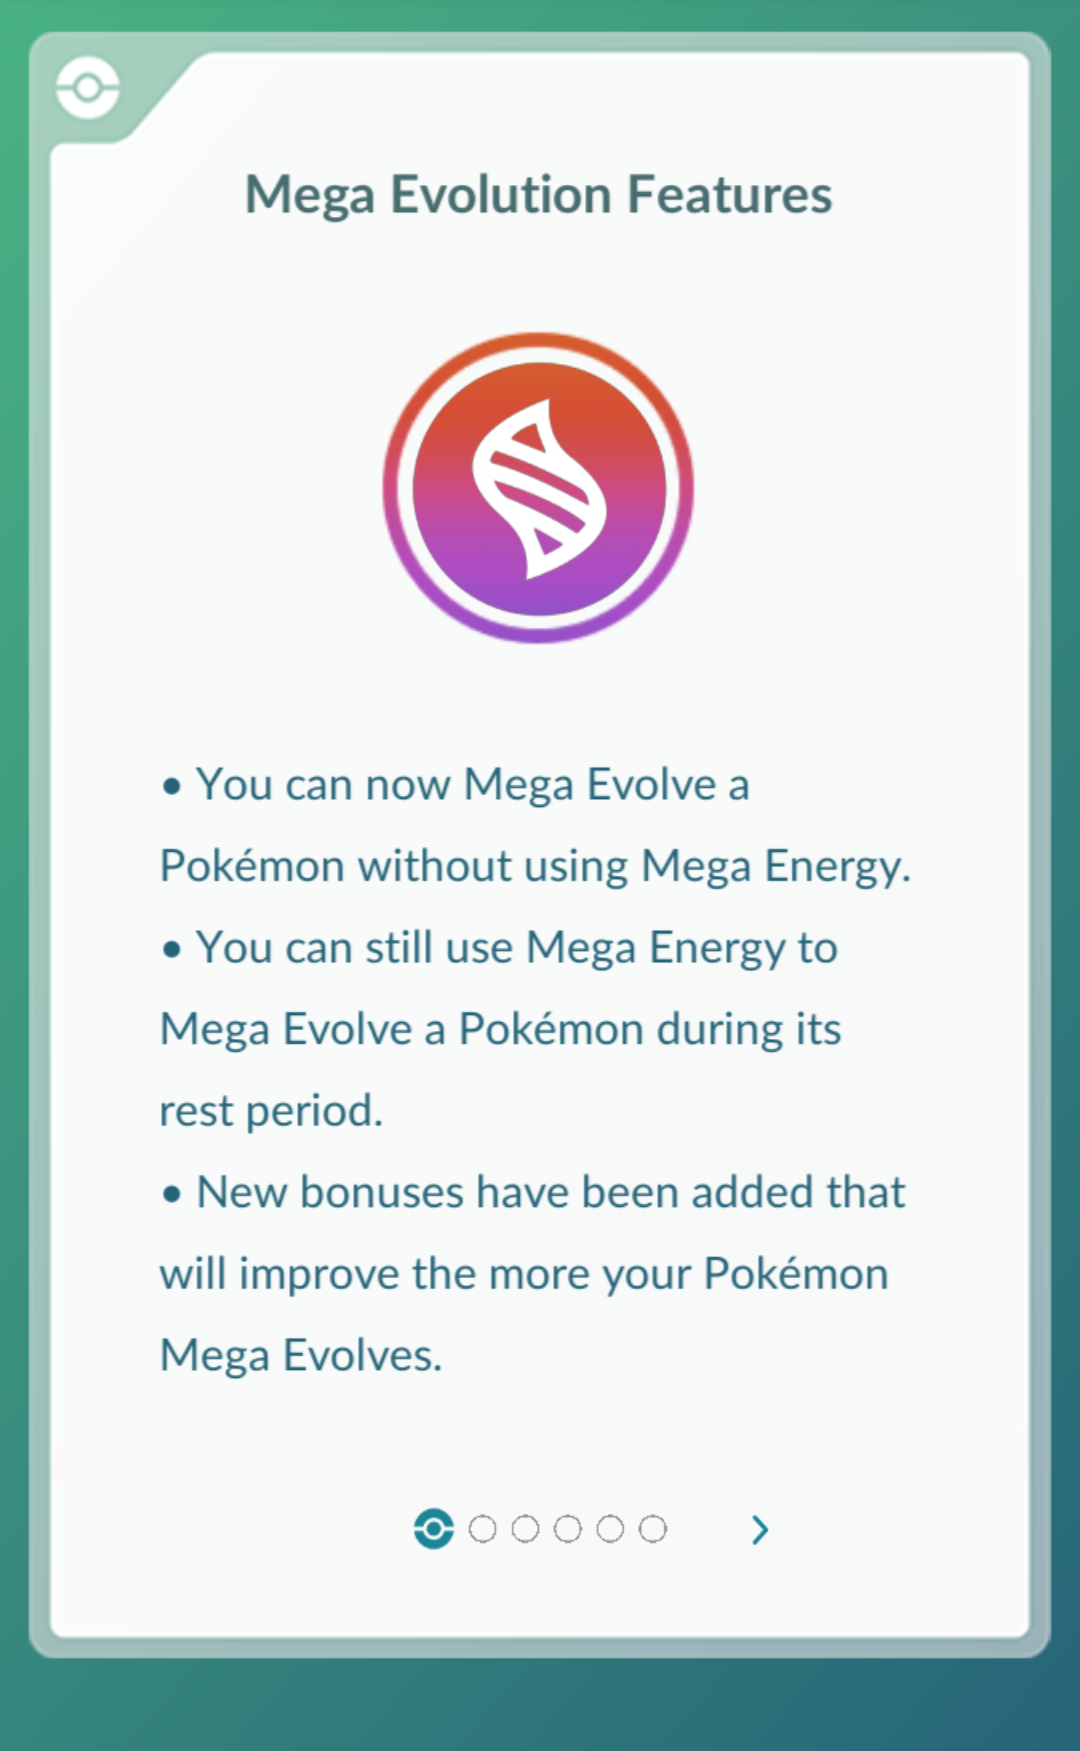 Mega Evolution Features
• You can now Mega Evolve a
Pokémon without using Mega Energy.
• You can still use Mega Energy to
Mega Evolve a Pokémon during its
rest period.
• New bonuses have been added that
will improve the more your Pokémon
Mega Evolves.